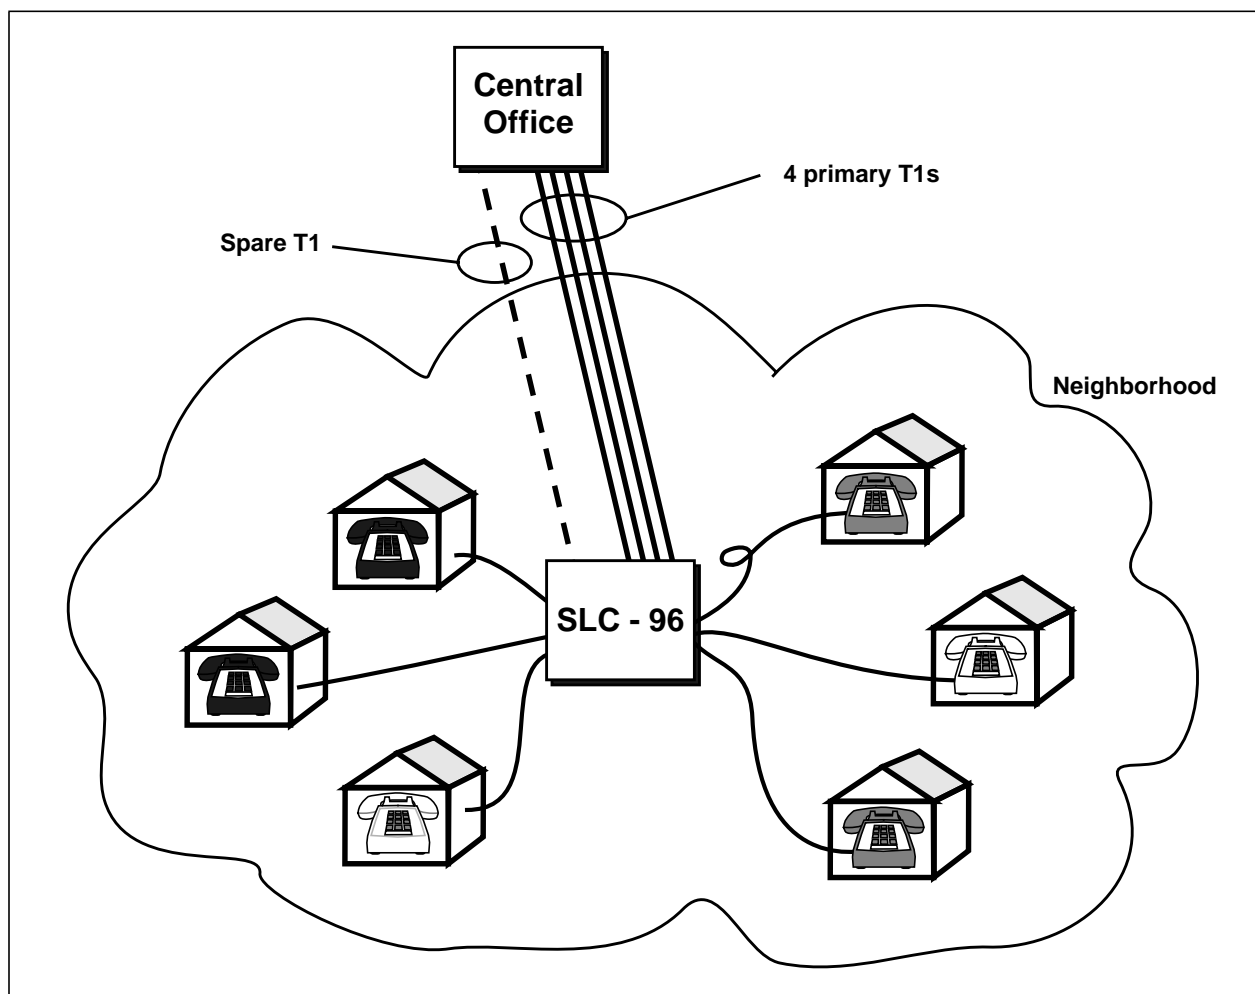 Central
Office
4 primary T1s
Spare T1
Neighborhood
SLC - 96